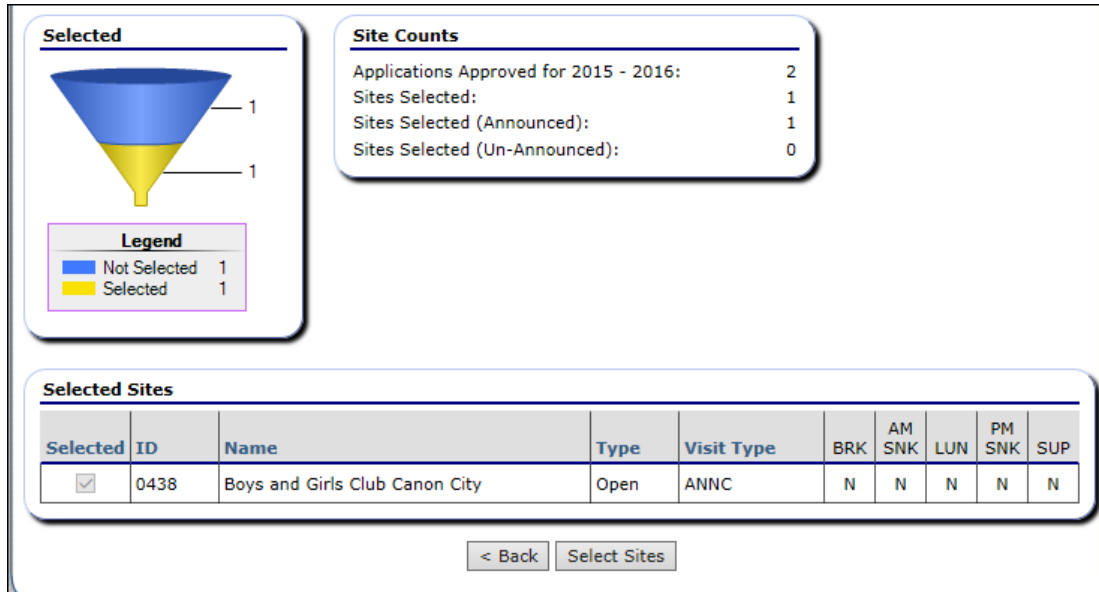 Selected
1
1
Legend
Not Selected 1
Selected 1
Site Counts
Applications Approved for 2015 - 2016: 2
Sites Selected: 1
Sites Selected (Announced): 1
Sites Selected (Un-Announced): 0
Selected Sites
Selected ID Name Type Visit Type BRK AM SNK LUN PM SNK SUP
0438 Boys and Girls Club Canon City Open ANNC N N N N N
< Back Select Sites